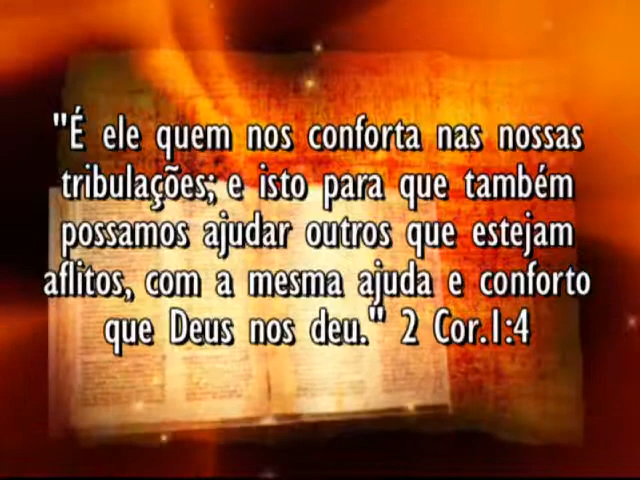 "É ele quem nos conforta nas nossas
tribulações; e isto para que também
possamos ajudar outros que estejam
aflitos, com a mesma ajuda e conforto
que Deus nos deu." 2 Cor.1:4